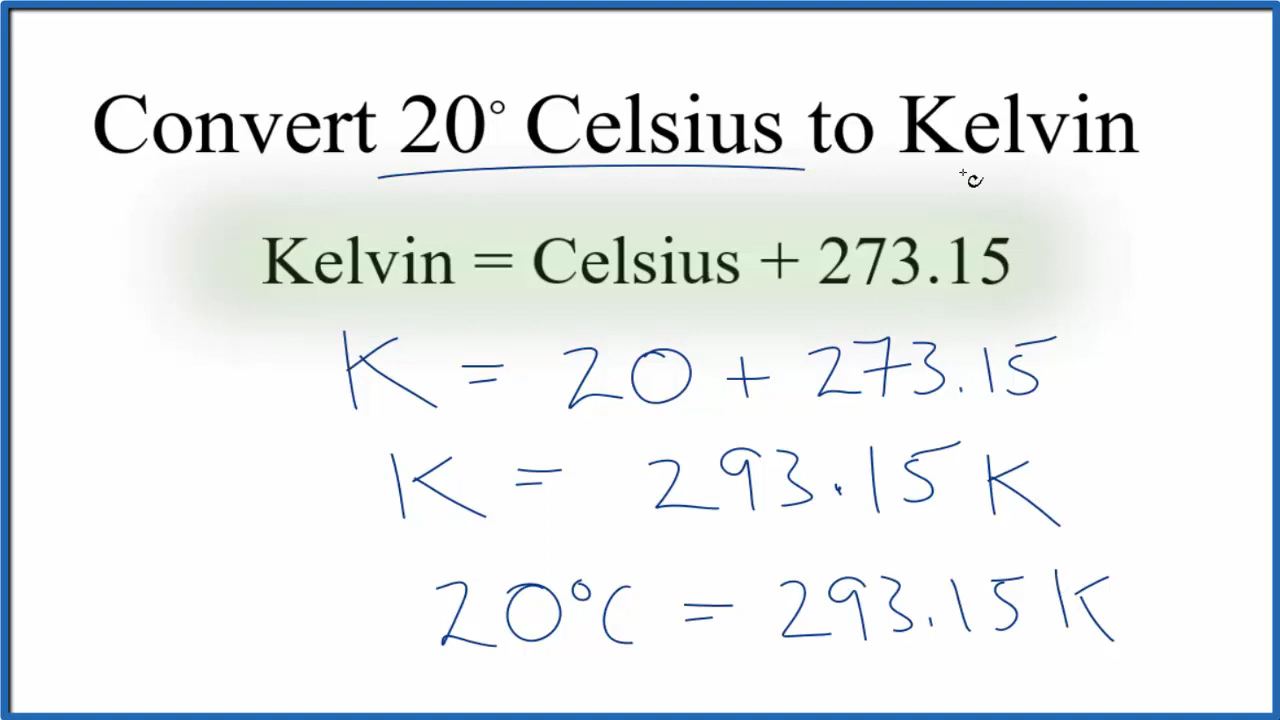 Convert 20° Celsius to Kelvin
Kelvin = Celsius + 273.15
K = 20 + 273.15
K = 293.15 K
20°C = 293.15 K